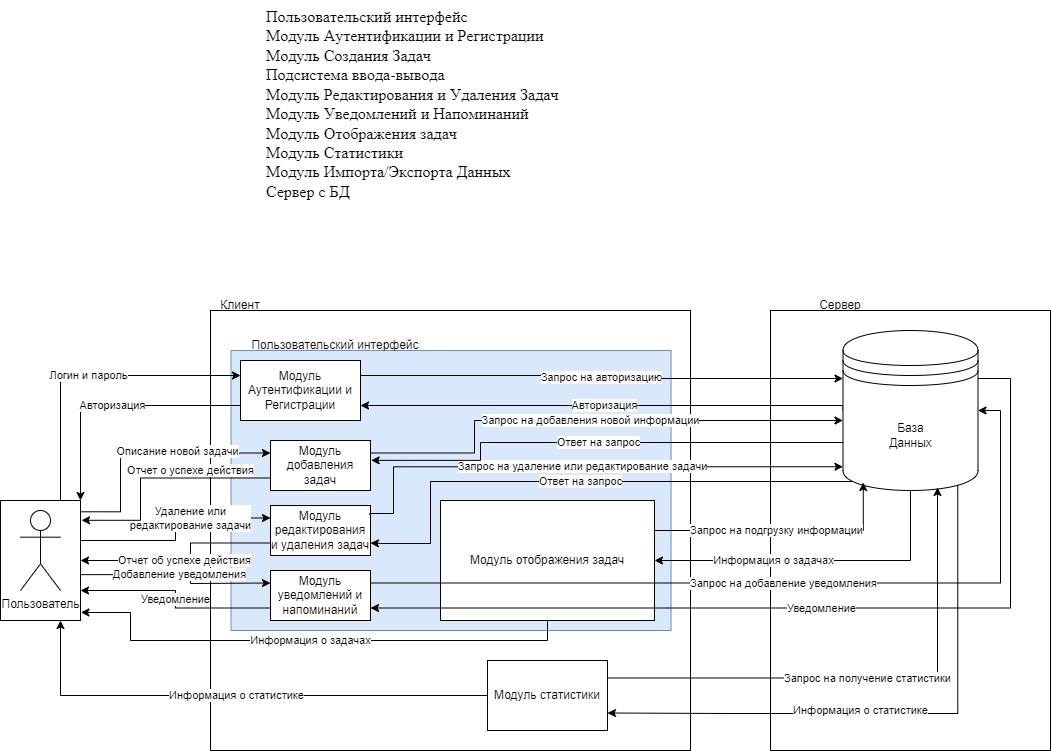 Пользовательский интерфейс
Модуль Аутентификации и Регистрации
Модуль Создания Задач
Подсистема ввода-вывода
Модуль Редактирования и Удаления Задач
Модуль Уведомлений и Напоминаний
Модуль Отображения задач
Модуль Статистики
Модуль Импорта/Экспорта Данных
Сервер с БД
Клиент
Сервер
Пользовательский интерфейс
Логин и пароль
Модуль
Аутентификации и
Регистрации
Запрос на авторизацию
Авторизация
Авторизация
Запрос на добавления новой информации
База
Данных
Описание новой задачи
Модуль
добавления
задач
Ответ на запрос
Отчет о успехе действия
Запрос на удаление или редактирование задачи
Ответ на запрос
Удаление или
редактирование задачи
Модуль
редактирования
и удаления задач
Запрос на подгрузку информации
Модуль отображения задач
Отчет об успехе действия
Информация о задачах
Добавление уведомления
Модуль
уведомлений и
напоминаний
Запрос на добавление уведомления
Пользователь
Уведомление
Уведомление
Информация о задачах
Запрос на получение статистики
Информация о статистике
Модуль статистики
Информация о статистике